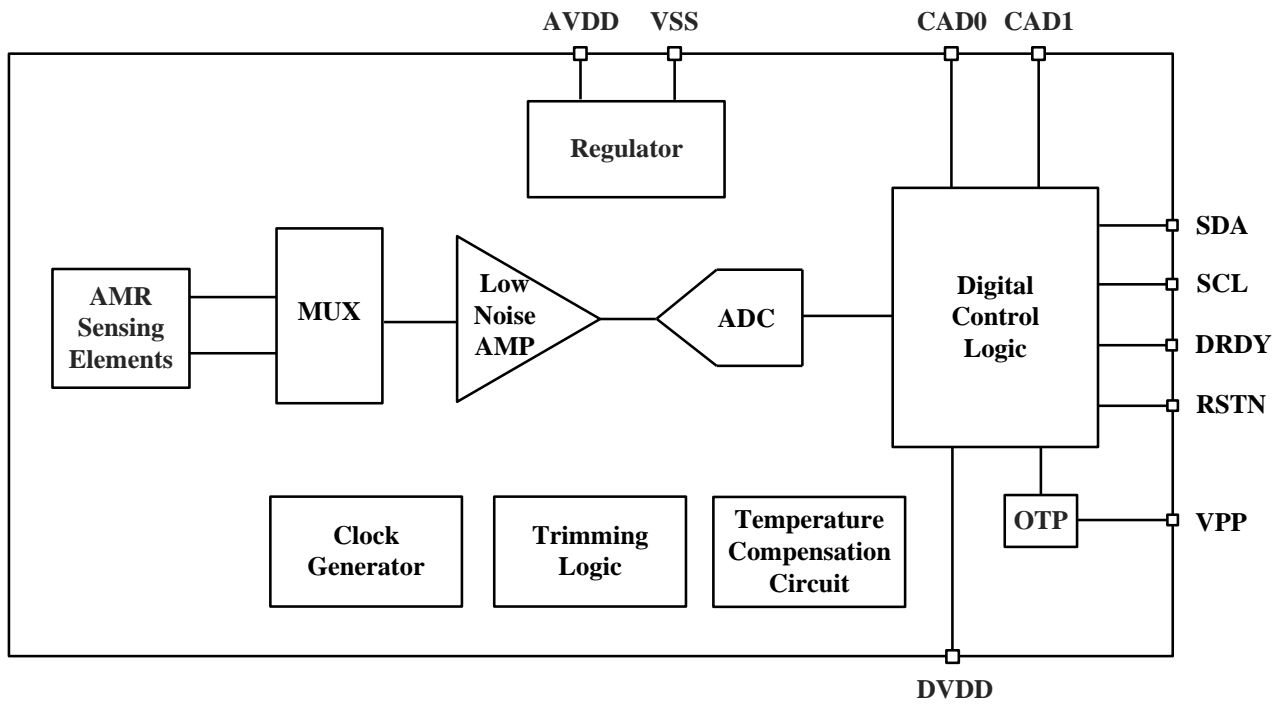 AVDD VSS CAD0 CAD1
Regulator
SDA
AMR
Sensing
Elements
MUX
Low
Noise
AMP
ADC
Digital
Control
Logic
SCL
DRDY
RSTN
Clock
Generator
Trimming
Logic
Temperature
Compensation
Circuit
OTP
VPP
DVDD